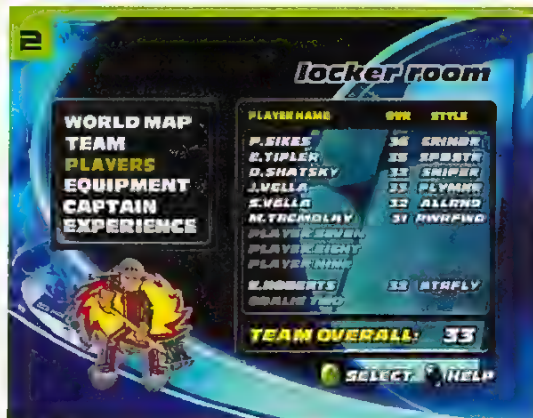 2
locker room
WORLD MAP
TEAM
PLAYERS
EQUIPMENT
CAPTAIN
EXPERIENCE
PLAYER NAME OVR STYLE
P.SIKES 36 GRINDR
E.TIPLER 35 SPDSTR
D.SHATSKY 33 SNIPER
J.VELLA 33 PLYMKR
S.VELLA 32 ALLRND
M.TREMBLAY 31 PWRFWD
PLAYER SEVEN
PLAYER EIGHT
PLAYER NINE
E.ROBERTS 32 BTRFLY
GOALIE TWO
TEAM OVERALL: 33
SELECT HELP